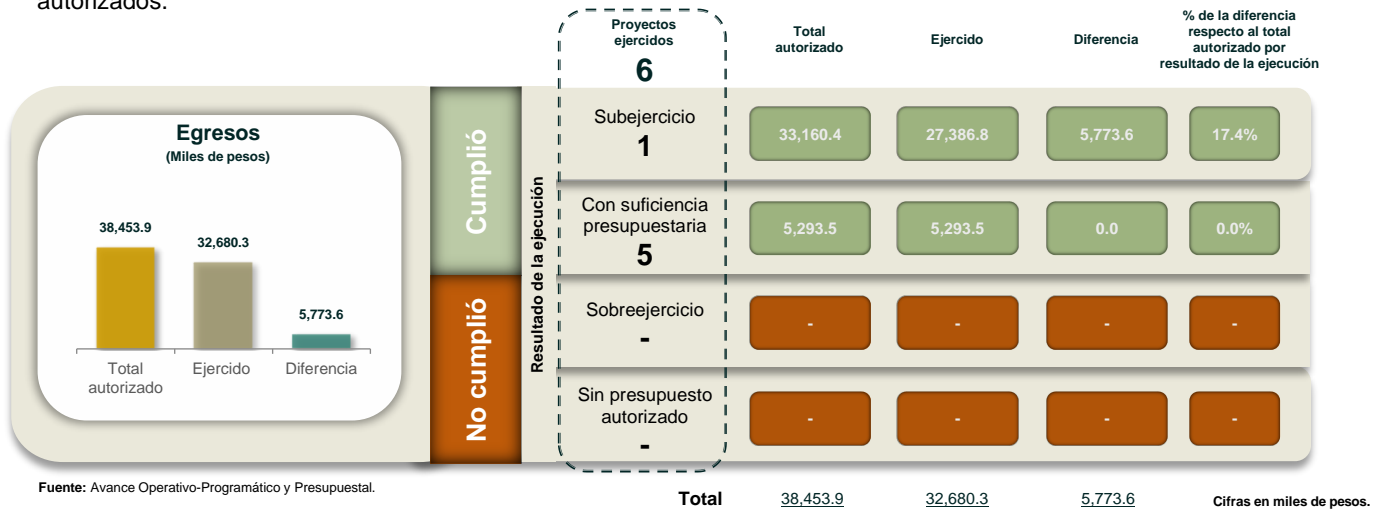 autorizados.
Proyectos
ejercidos
6
Total
autorizado
Ejercido
Diferencia
% de la diferencia
respecto al total
autorizado por
resultado de la ejecución
Egresos
(Miles de pesos)
38,453.9
32,680.3
5,773.6
Total
autorizado
Ejercido
Diferencia
Cumplió
No cumplió
Resultado de la ejecución
Subejercicio
1
33,160.4
27,386.8
5,773.6
17.4%
Con suficiencia
presupuestaria
5
5,293.5
5,293.5
0.0
0.0%
Sobreejercicio
-
-
-
-
-
Sin presupuesto
autorizado
-
-
-
-
-
Fuente: Avance Operativo-Programático y Presupuestal.
Total
38,453.9
32,680.3
5,773.6
Cifras en miles de pesos.